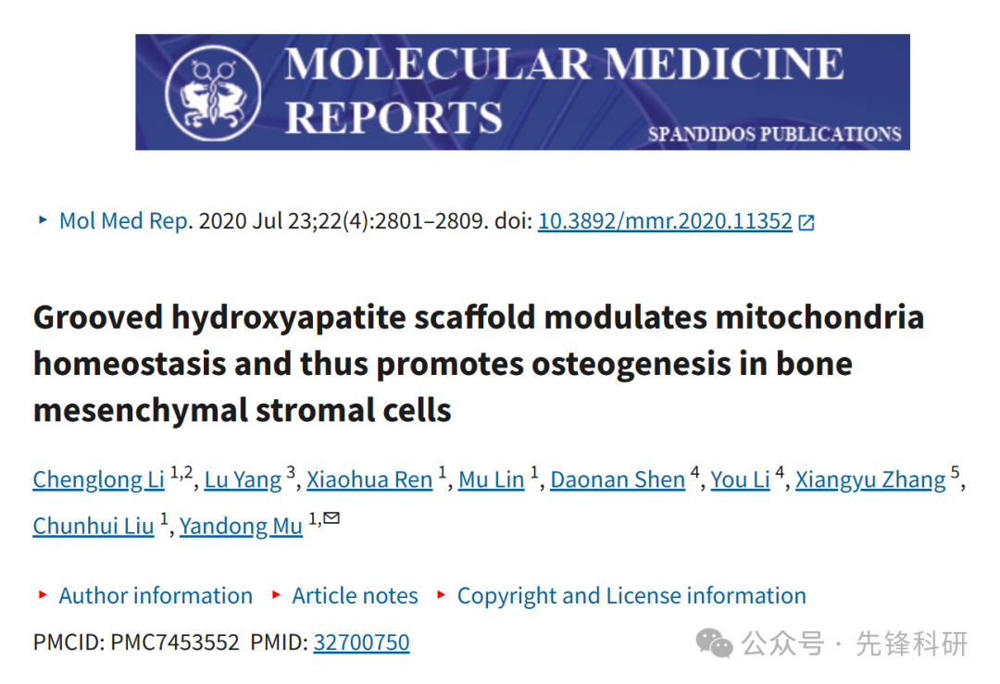 MOLECULAR MEDICINE
REPORTS
SPANDIDOS PUBLICATIONS
Mol Med Rep. 2020 Jul 23;22(4):2801–2809. doi: 10.3892/mmr.2020.11352
Grooved hydroxyapatite scaffold modulates mitochondria
homeostasis and thus promotes osteogenesis in bone
mesenchymal stromal cells
Chenglong Li 1,2, Lu Yang 3, Xiaohua Ren 1, Mu Lin 1, Daonan Shen 4, You Li 4, Xiangyu Zhang 5,
Chunhui Liu 1, Yandong Mu 1,✉
Author information Article notes Copyright and License information
PMCID: PMC7453552 PMID: 32700750
公众号 · 先锋科研